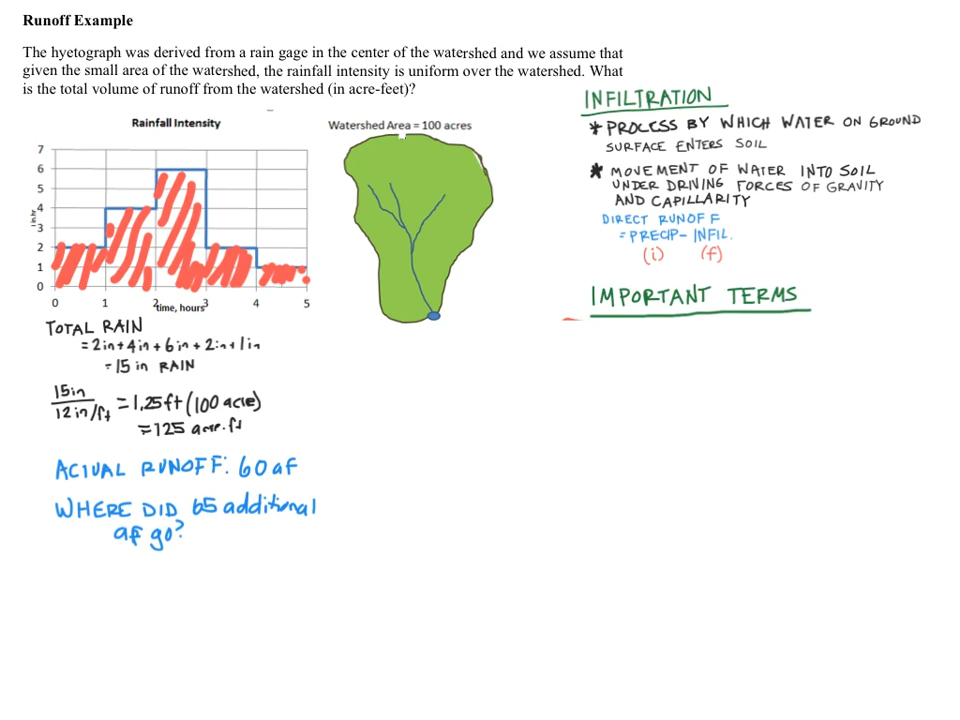 Runoff Example
The hyetograph was derived from a rain gage in the center of the watershed and we assume that
given the small area of the watershed, the rainfall intensity is uniform over the watershed. What
is the total volume of runoff from the watershed (in acre-feet)?
Rainfall Intensity
7
6
5
4
3
2
1
0
in/hr
0 1 2 3 4 5
time, hours
Watershed Area = 100 acres
TOTAL RAIN
= 2in + 4in + 6in + 2in + 1in
= 15 in RAIN
15in
12 in/ft
= 1.25ft (100 acre)
= 125 acre.ft
ACTUAL RUNOFF: 60 af
WHERE DID 65 additional
af go?
INFILTRATION
* PROCESS BY WHICH WATER ON GROUND
SURFACE ENTERS SOIL
* MOVEMENT OF WATER INTO SOIL
UNDER DRIVING FORCES OF GRAVITY
AND CAPILLARITY
DIRECT RUNOFF
= PRECIP - INFIL.
(i) (f)
IMPORTANT TERMS